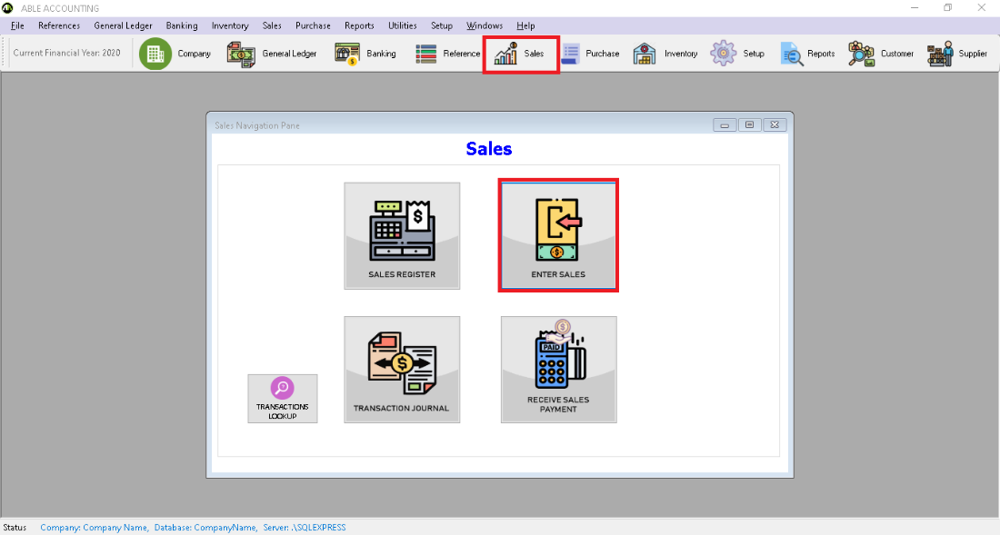 ABLE ACCOUNTING
File References General Ledger Banking Inventory Sales Purchase Reports Utilities Setup Windows Help
Current Financial Year: 2020 Company General Ledger Banking Reference Sales Purchase Inventory Setup Reports Customer Supplier
Sales Navigation Pane
Sales
$
SALES REGISTER
$
ENTER SALES
$
TRANSACTION JOURNAL
$
PAID
RECEIVE SALES
PAYMENT
TRANSACTIONS
LOOKUP
Status Company: Company Name, Database: CompanyName, Server: .\SQLEXPRESS